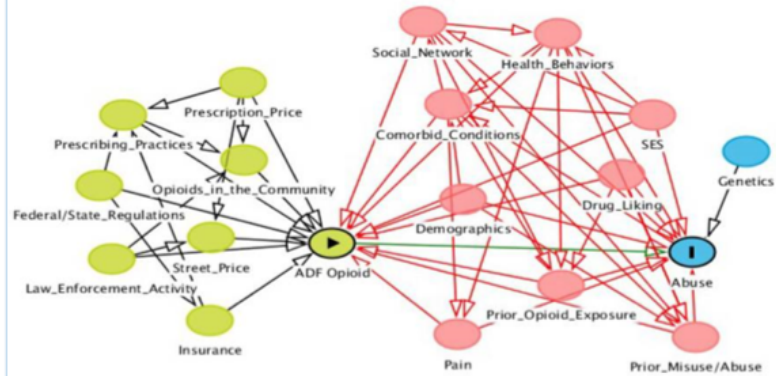 Social_Network
Health_Behaviors
Prescription_Price
Prescribing_Practices
Comorbid_Conditions
SES
Opioids_in_the_Community
Genetics
Federal/State_Regulations
Drug_Liking
Demographics
Street_Price
ADF Opioid
Abuse
Law_Enforcement_Activity
Prior_Opioid_Exposure
Insurance
Pain
Prior_Misuse/Abuse